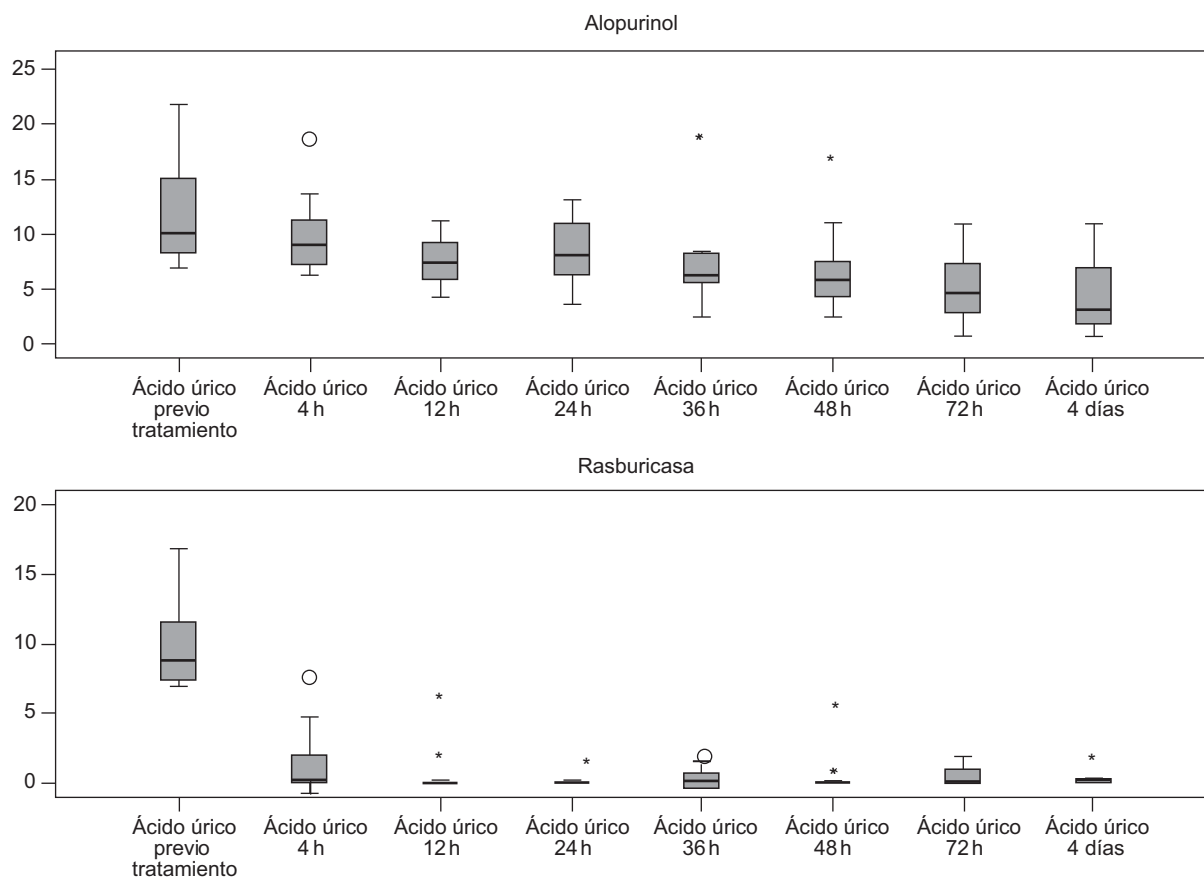 Alopurinol
25
20
15
10
5
0
Ácido úrico previo tratamiento
Ácido úrico 4 h
Ácido úrico 12 h
Ácido úrico 24 h
Ácido úrico 36 h
Ácido úrico 48 h
Ácido úrico 72 h
Ácido úrico 4 días
Rasburicasa
20
15
10
5
0
Ácido úrico previo tratamiento
Ácido úrico 4 h
Ácido úrico 12 h
Ácido úrico 24 h
Ácido úrico 36 h
Ácido úrico 48 h
Ácido úrico 72 h
Ácido úrico 4 días